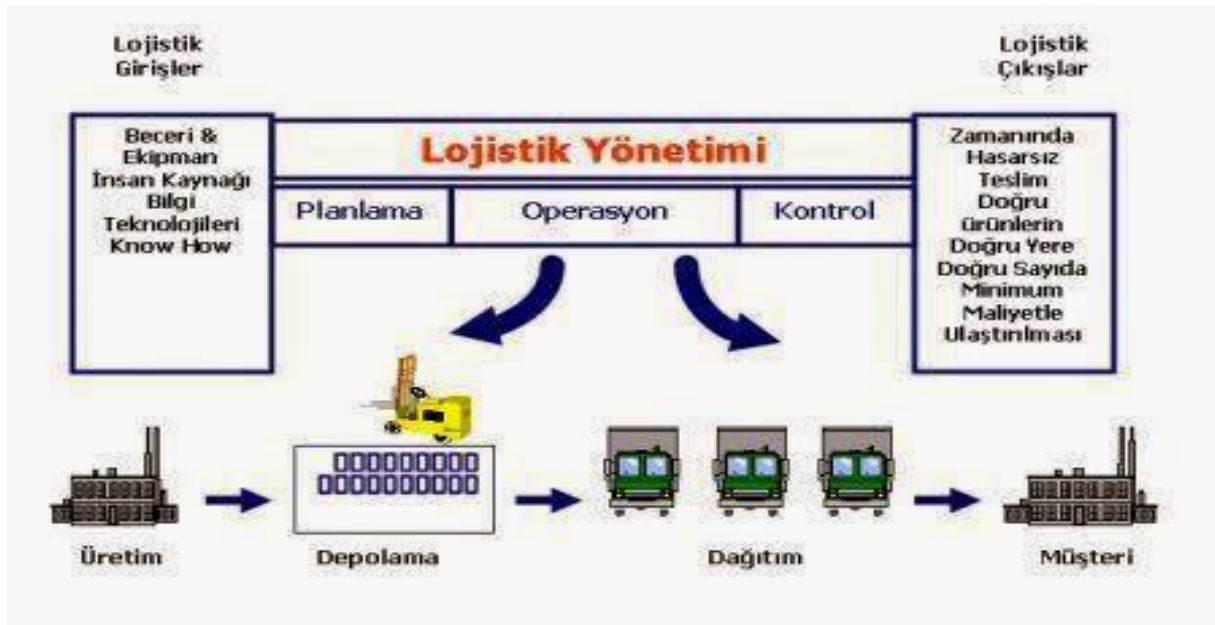 Lojistik
Girişler
Lojistik
Çıkışlar
Beceri &
Ekipman
İnsan Kaynağı
Bilgi
Teknolojileri
Know How
Lojistik Yönetimi
Planlama
Operasyon
Kontrol
Zamanında
Hasarsız
Teslim
Doğru
ürünlerin
Doğru Yere
Doğru Sayıda
Minimum
Maliyetle
Ulaştırılması
Üretim
Depolama
Dağıtım
Müşteri